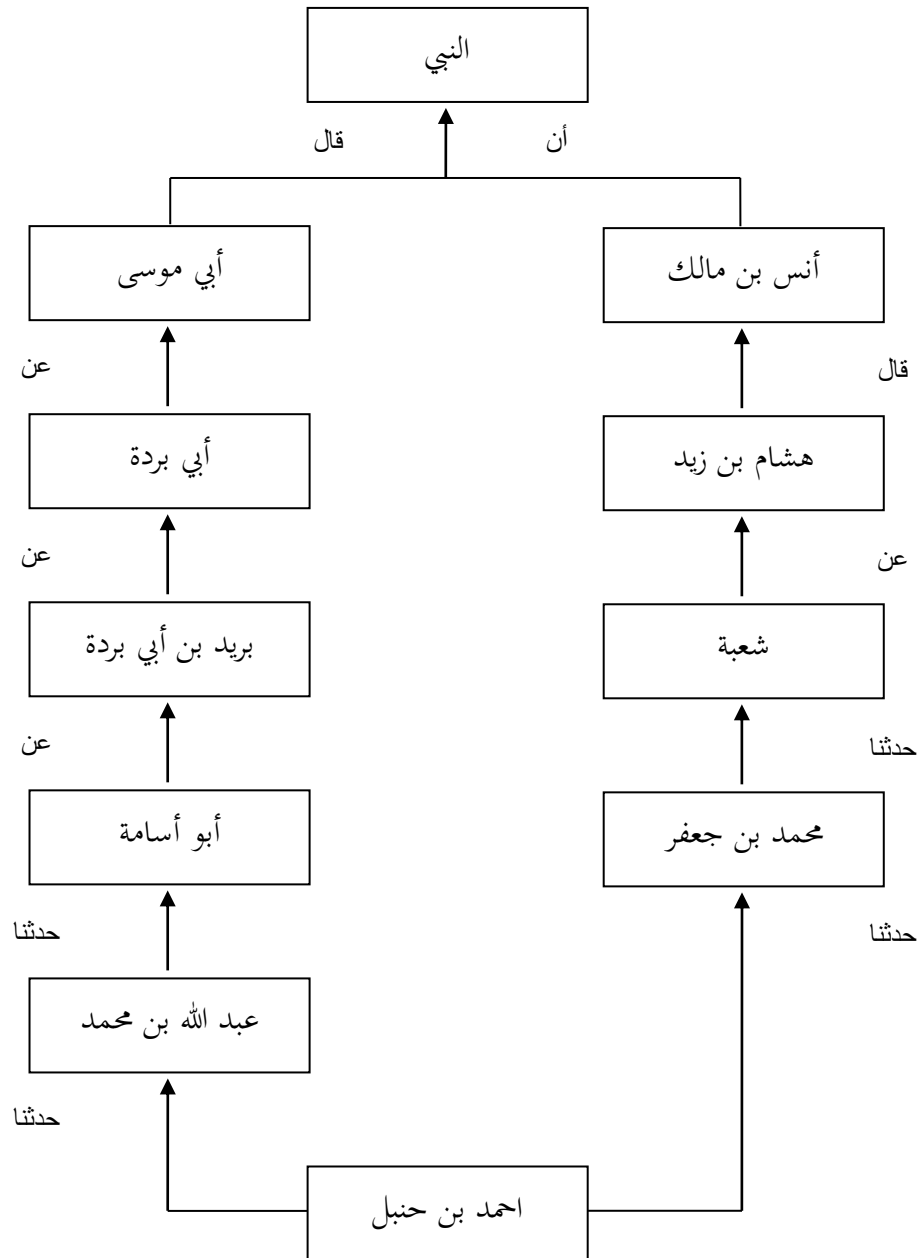 النبي
أن
قال
أنس بن مالك
أبي موسى
قال
عن
هشام بن زيد
أبي بردة
عن
عن
شعبة
بريد بن أبي بردة
حدثنا
عن
محمد بن جعفر
أبو أسامة
حدثنا
حدثنا
عبد الله بن محمد
حدثنا
احمد بن حنبل